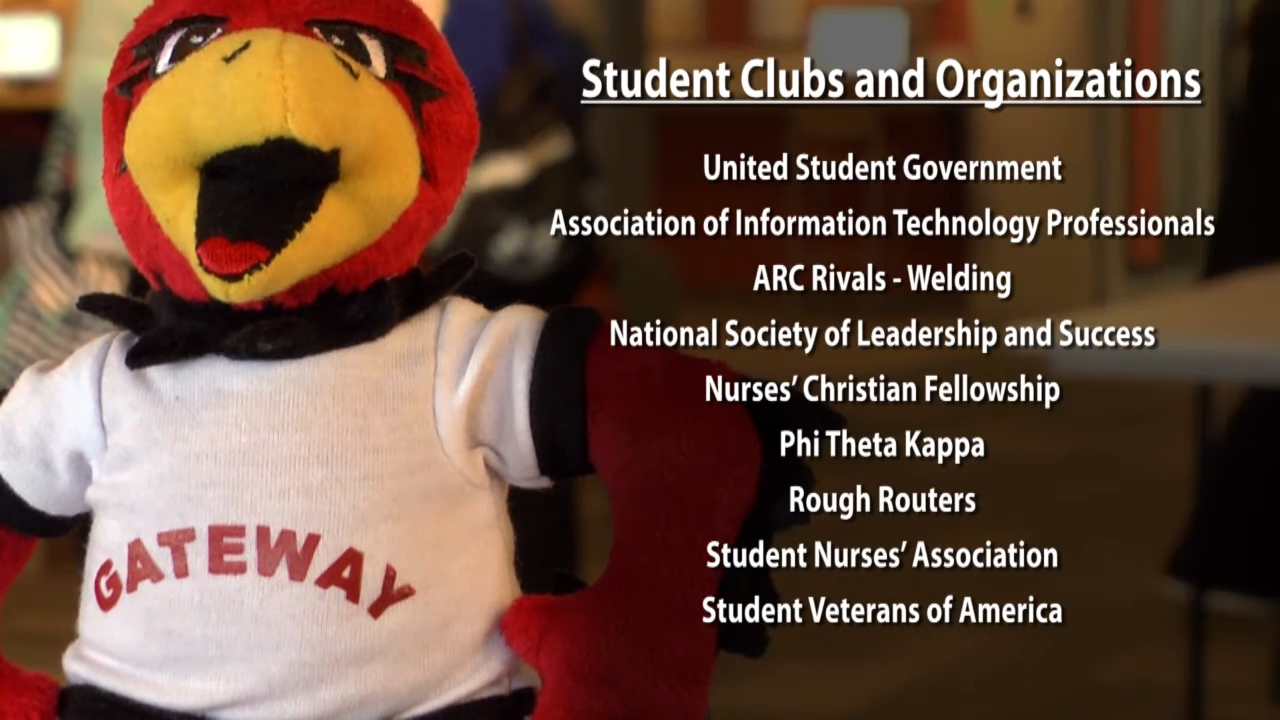 Student Clubs and Organizations
United Student Government
Association of Information Technology Professionals
ARC Rivals - Welding
National Society of Leadership and Success
Nurses’ Christian Fellowship
Phi Theta Kappa
Rough Routers
Student Nurses’ Association
Student Veterans of America
GATEWAY